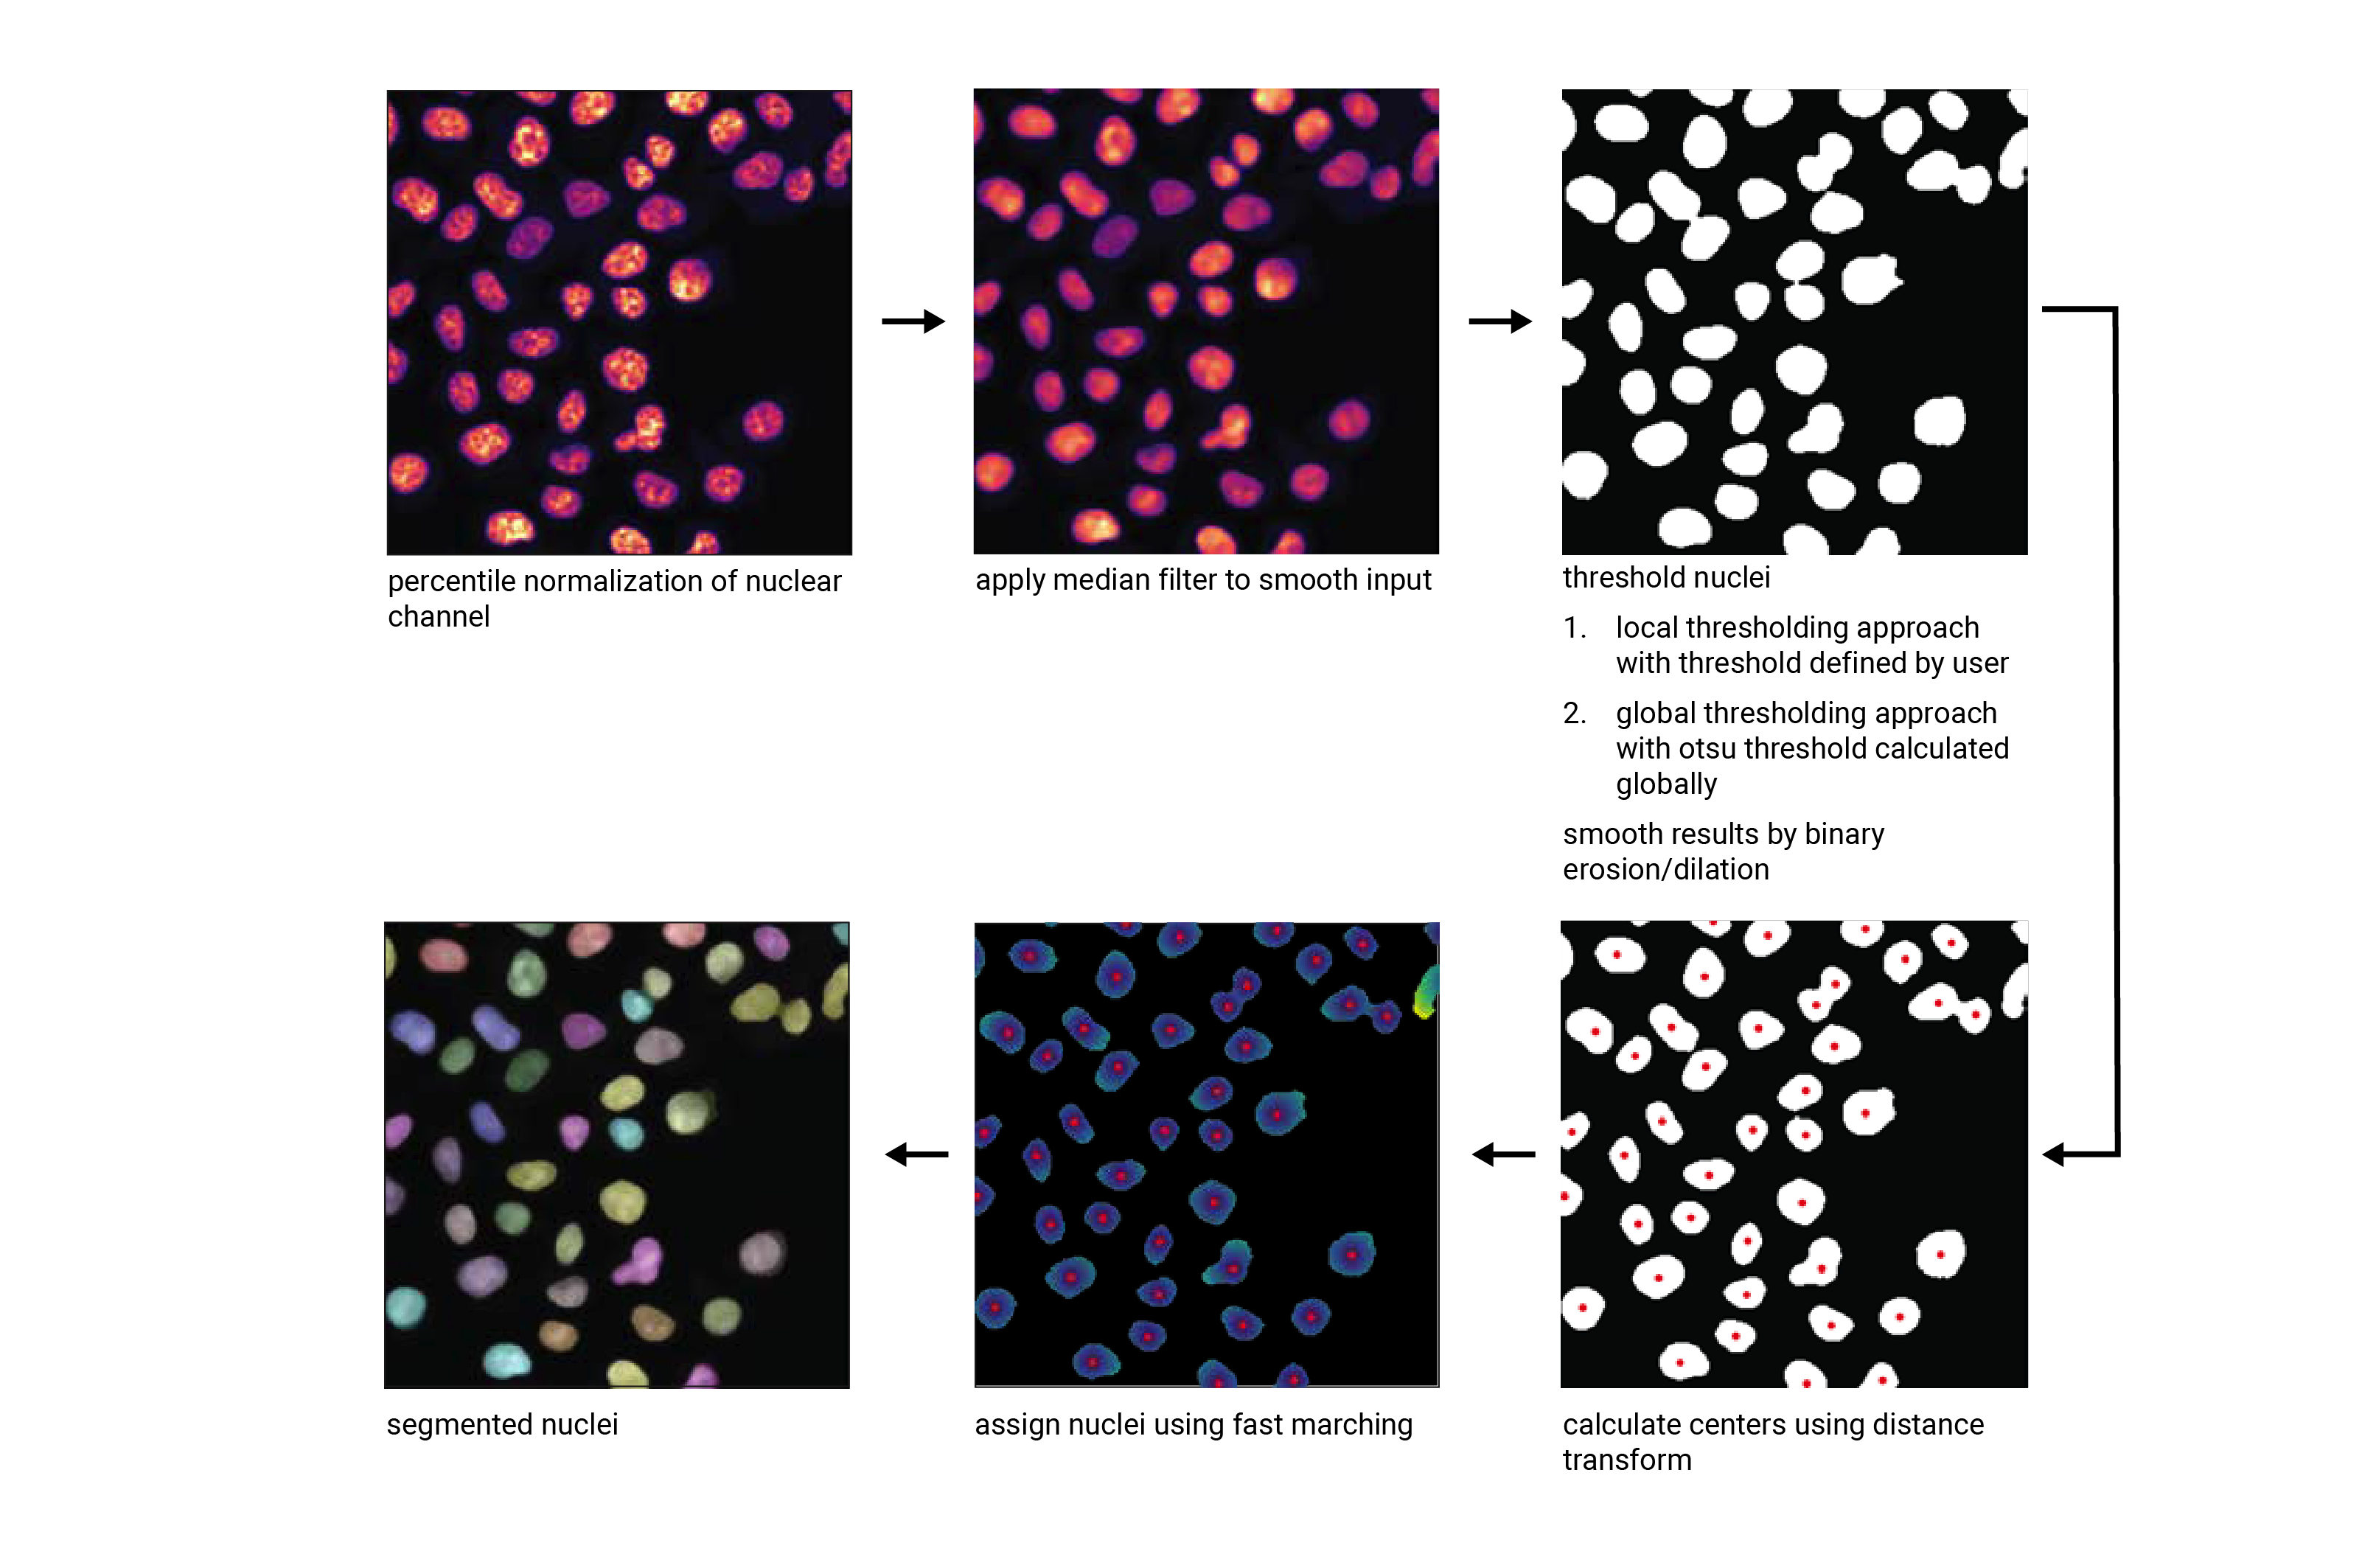 percentile normalization of nuclear
channel
apply median filter to smooth input
threshold nuclei
1. local thresholding approach
with threshold defined by user
2. global thresholding approach
with otsu threshold calculated
globally
smooth results by binary
erosion/dilation
segmented nuclei
assign nuclei using fast marching
calculate centers using distance
transform